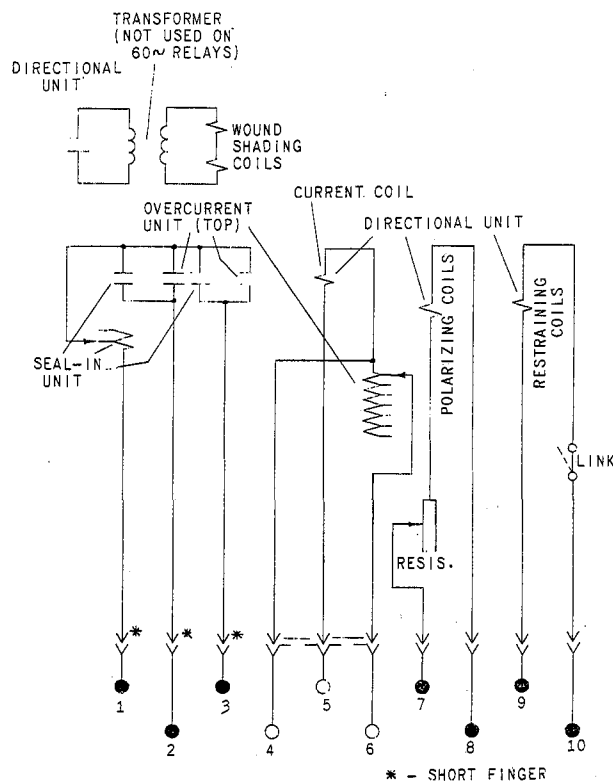 TRANSFORMER
(NOT USED ON
60~ RELAYS)
DIRECTIONAL
UNIT
WOUND
SHADING
COILS
CURRENT COIL
OVERCURRENT
UNIT (TOP)
DIRECTIONAL UNIT
POLARIZING COILS
RESTRAINING
COILS
SEAL-IN
UNIT
LINK
RESIS.
* * *
1 2 3 4 5 6 7 8 9 10
* - SHORT FINGER